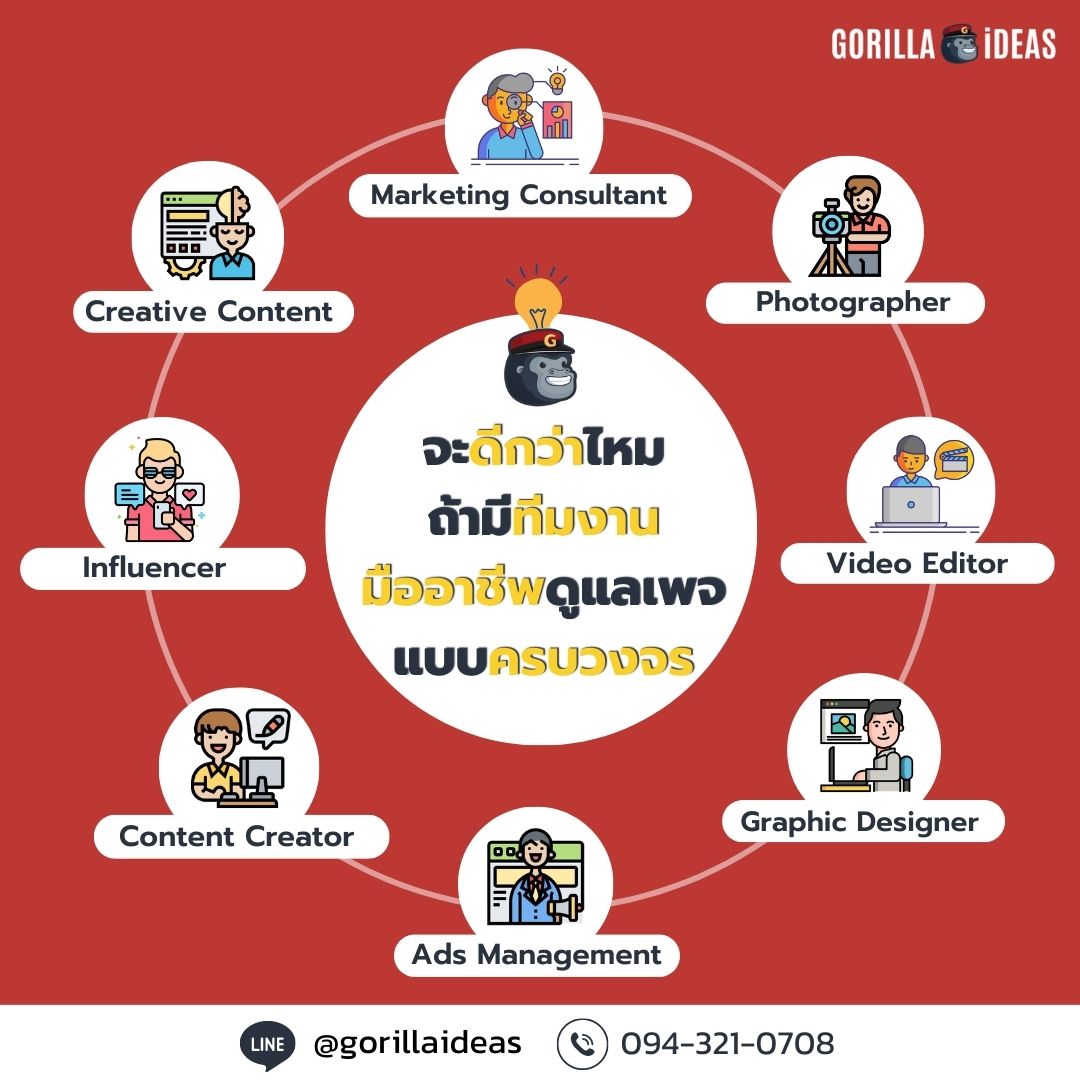 GORILLA iDEAS
Marketing Consultant
Photographer
Creative Content
Video Editor
Influencer
Graphic Designer
Content Creator
Ads Management
G
จะดีกว่าไหม
ถ้ามีทีมงาน
มืออาชีพดูแลเพจ
แบบครบวงจร
LINE @gorillaideas 094-321-0708